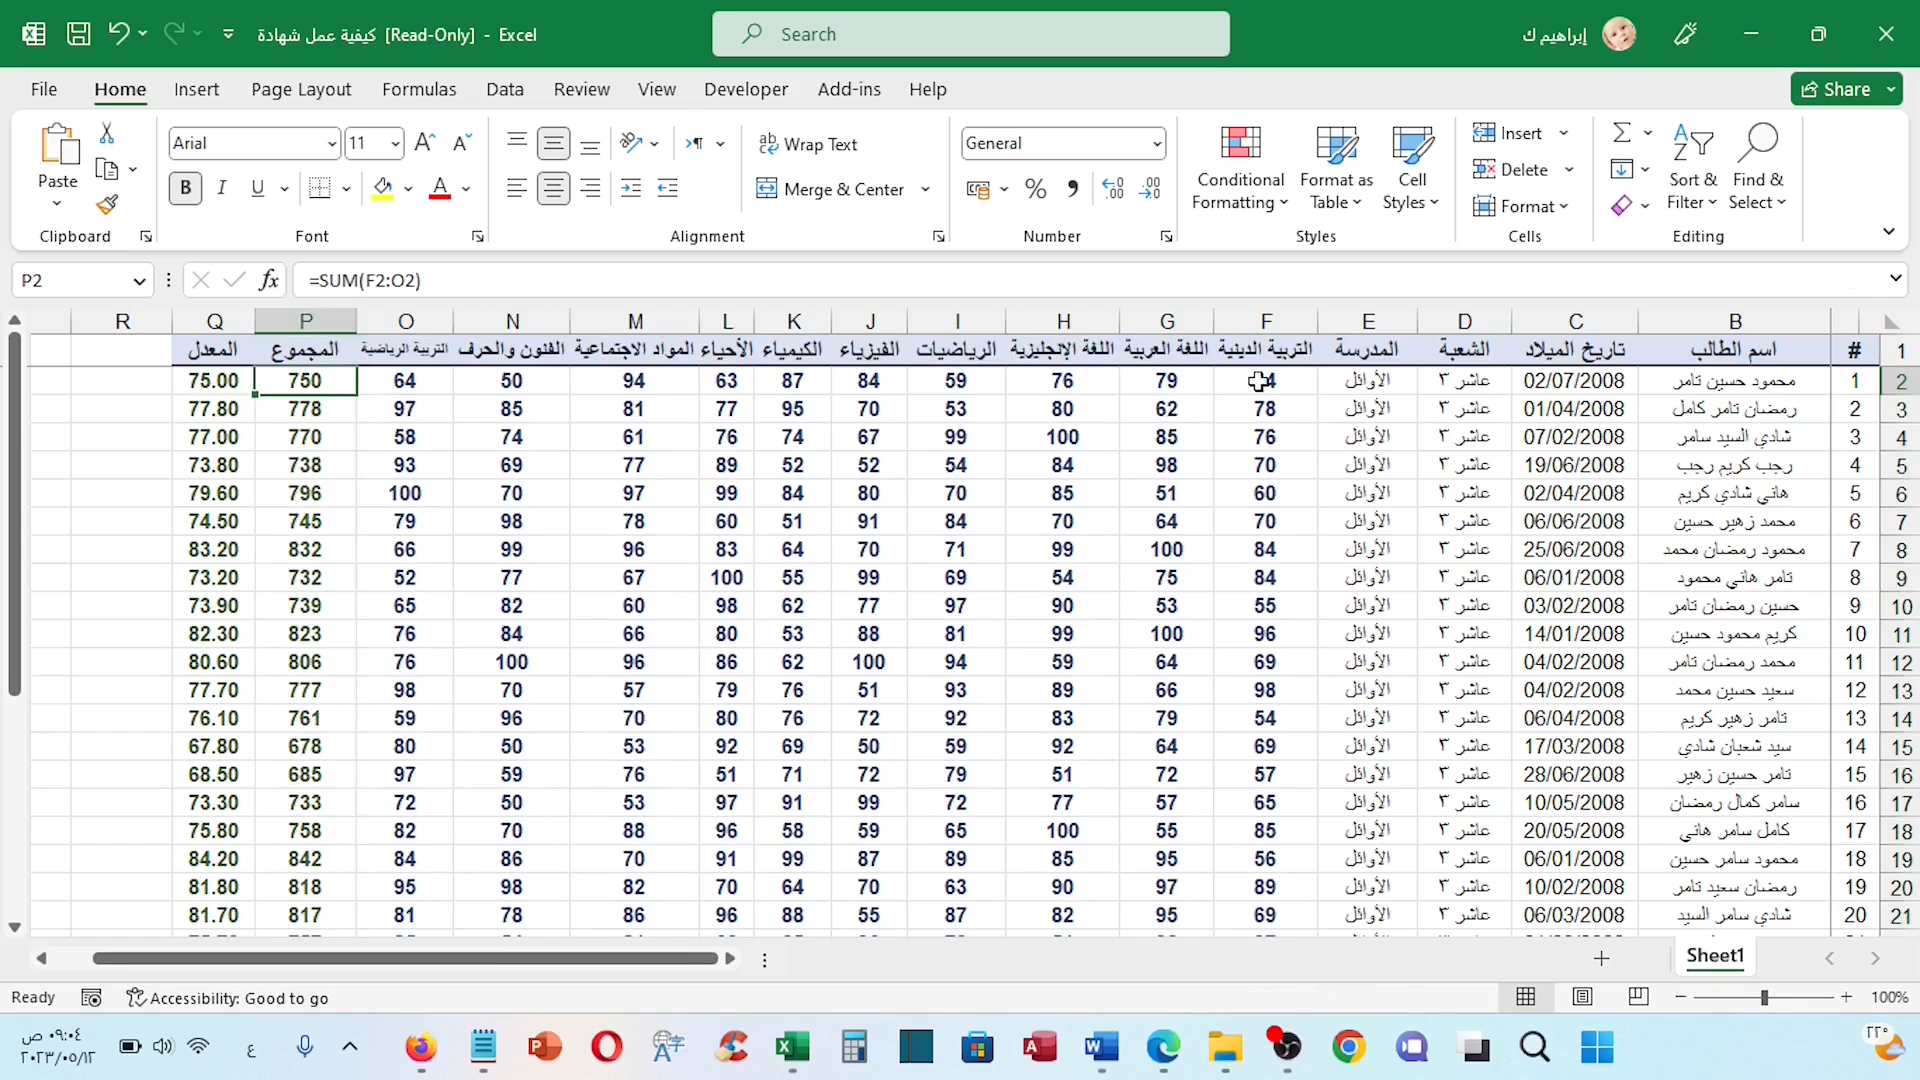 كيفية عمل شهادة [Read-Only] - Excel
Search
إبراهيم ك
File Home Insert Page Layout Formulas Data Review View Developer Add-ins Help
Share
Paste
Clipboard
Arial 11
B I U
Font
Wrap Text
Merge & Center
Alignment
General
Number
Conditional Formatting
Format as Table
Cell Styles
Styles
Insert
Delete
Format
Cells
Sort & Filter
Find & Select
Editing
P2 fx =SUM(F2:O2)
R Q P O N M L K J I H G F E D C B
1 # اسم الطالب تاريخ الميلاد الشعبة المدرسة التربية الدينية اللغة العربية اللغة الإنجليزية الرياضيات الفيزياء الكيمياء الأحياء المواد الاجتماعية الفنون والحرف التربية الرياضية المجموع المعدل
2 1 محمود حسين تامر 02/07/2008 عاشر ٣ الأوائل 79 76 59 84 87 63 94 50 64 750 75.00
3 2 رمضان تامر كامل 01/04/2008 عاشر ٣ الأوائل 78 62 80 53 70 95 77 81 85 97 778 77.80
4 3 شادي السيد سامر 07/02/2008 عاشر ٣ الأوائل 76 85 100 99 67 74 76 61 74 58 770 77.00
5 4 رجب كريم رجب 19/06/2008 عاشر ٣ الأوائل 70 98 84 54 52 52 89 77 69 93 738 73.80
6 5 هاني شادي كريم 02/04/2008 عاشر ٣ الأوائل 60 51 85 70 80 84 99 97 70 100 796 79.60
7 6 محمد زهير حسين 06/06/2008 عاشر ٣ الأوائل 70 64 70 84 91 51 60 78 98 79 745 74.50
8 7 محمود رمضان محمد 25/06/2008 عاشر ٣ الأوائل 84 100 99 71 70 64 83 96 99 66 832 83.20
9 8 تامر هاني محمود 06/01/2008 عاشر ٣ الأوائل 84 75 54 69 99 55 100 67 77 52 732 73.20
10 9 حسين رمضان تامر 03/02/2008 عاشر ٣ الأوائل 55 53 90 97 77 62 98 60 82 65 739 73.90
11 10 كريم محمود حسين 14/01/2008 عاشر ٣ الأوائل 96 100 99 81 88 53 80 66 84 76 823 82.30
12 11 محمد رمضان تامر 04/02/2008 عاشر ٣ الأوائل 69 64 59 94 100 62 86 96 100 76 806 80.60
13 12 سعيد حسين محمد 04/02/2008 عاشر ٣ الأوائل 98 66 89 93 51 76 79 57 70 98 777 77.70
14 13 تامر زهير كريم 06/04/2008 عاشر ٣ الأوائل 54 79 83 92 72 76 80 70 96 59 761 76.10
15 14 سيد شعبان شادي 17/03/2008 عاشر ٣ الأوائل 69 64 92 59 50 69 92 53 50 80 678 67.80
16 15 تامر حسين زهير 28/06/2008 عاشر ٣ الأوائل 57 72 51 79 72 71 51 76 59 97 685 68.50
17 16 سامر كمال رمضان 10/05/2008 عاشر ٣ الأوائل 65 57 77 72 99 91 97 53 50 72 733 73.30
18 17 كامل سامر هاني 20/05/2008 عاشر ٣ الأوائل 85 55 100 65 59 58 96 88 70 82 758 75.80
19 18 محمود سامر حسين 06/01/2008 عاشر ٣ الأوائل 56 95 85 89 87 99 91 70 86 84 842 84.20
20 19 رمضان سعيد تامر 10/02/2008 عاشر ٣ الأوائل 89 97 90 63 70 64 70 82 98 95 818 81.80
21 20 شادي سامر السيد 06/03/2008 عاشر ٣ الأوائل 69 95 82 87 55 88 96 86 78 81 817 81.70
Sheet1
Ready Accessibility: Good to go 100%
٠٩:٠٤ ص
٢٠٢٣/٠٥/١٢
ع
٢٢°